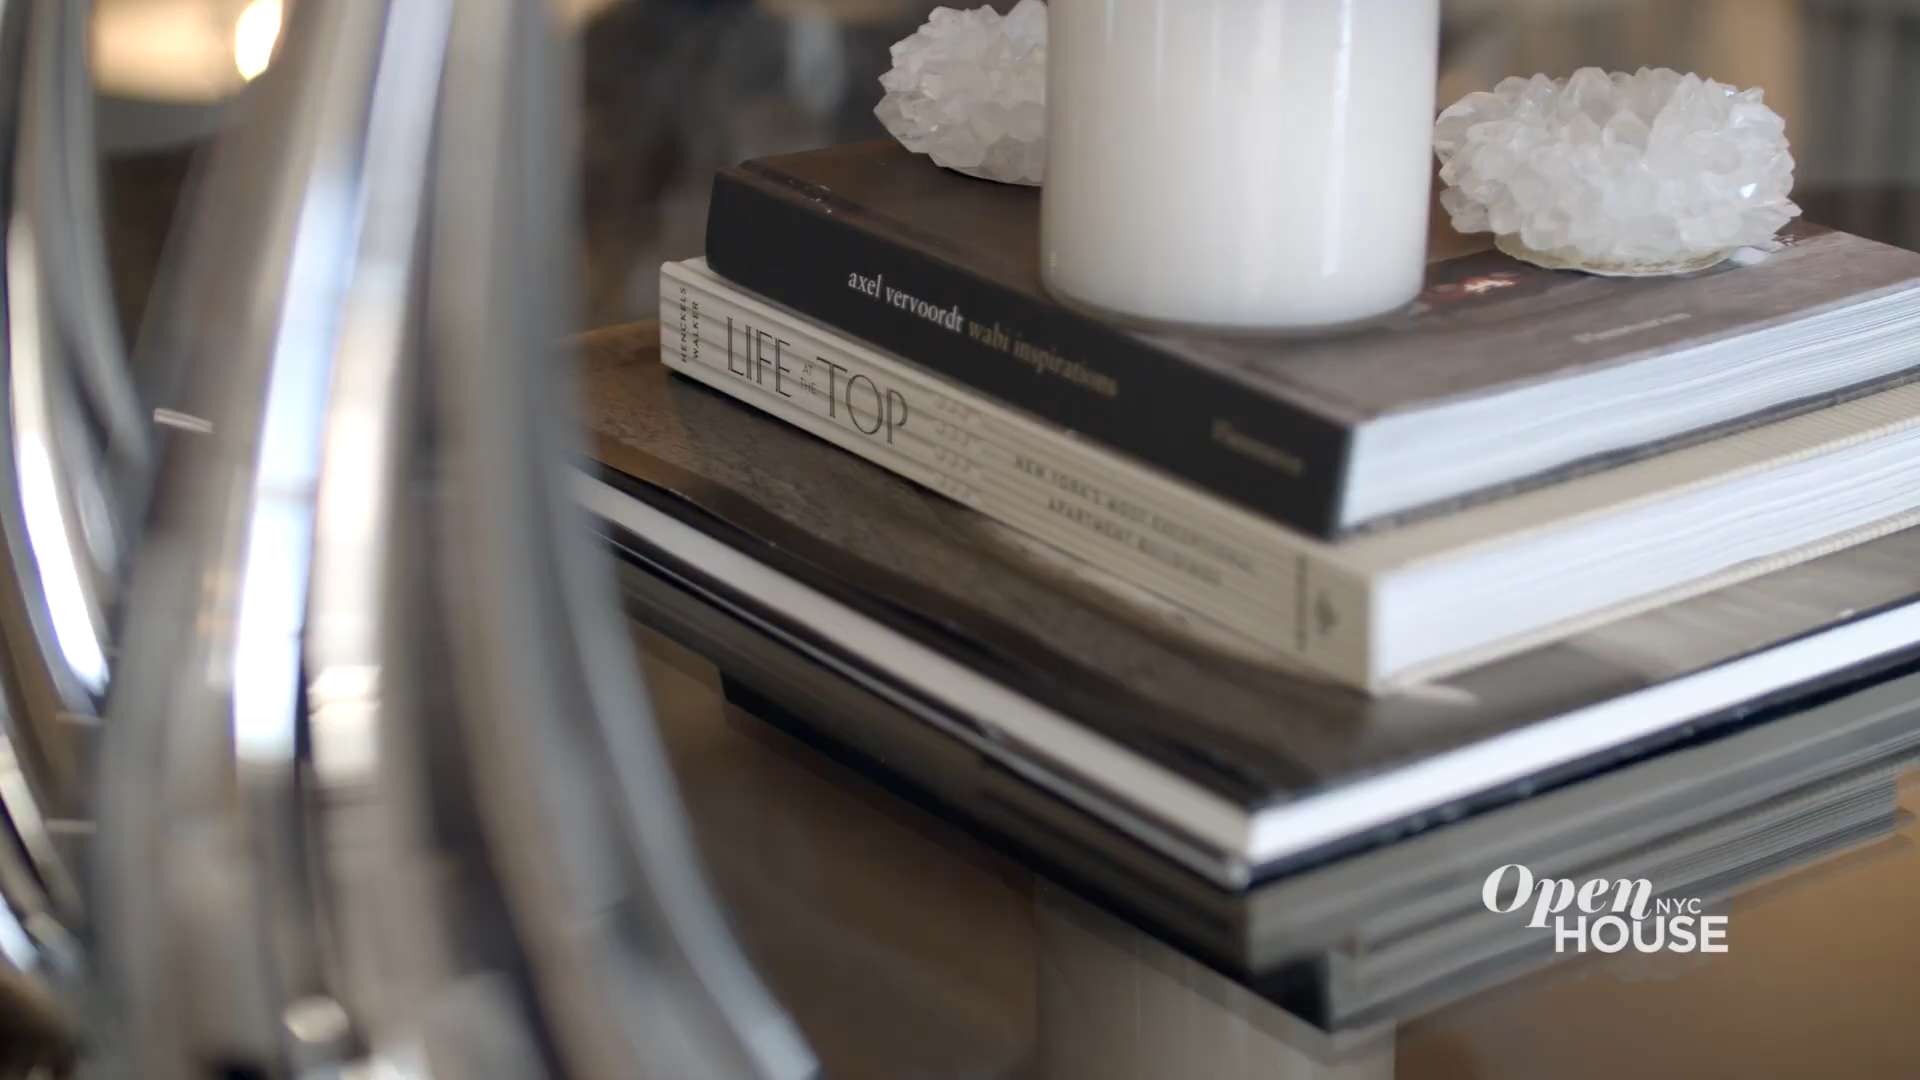 axel vervoordt wabi inspirations
Flammarion
HENCKELS
WALKER
LIFE AT THE TOP
NEW YORK'S MOST EXCEPTIONAL
APARTMENT BUILDINGS
Open NYC
HOUSE